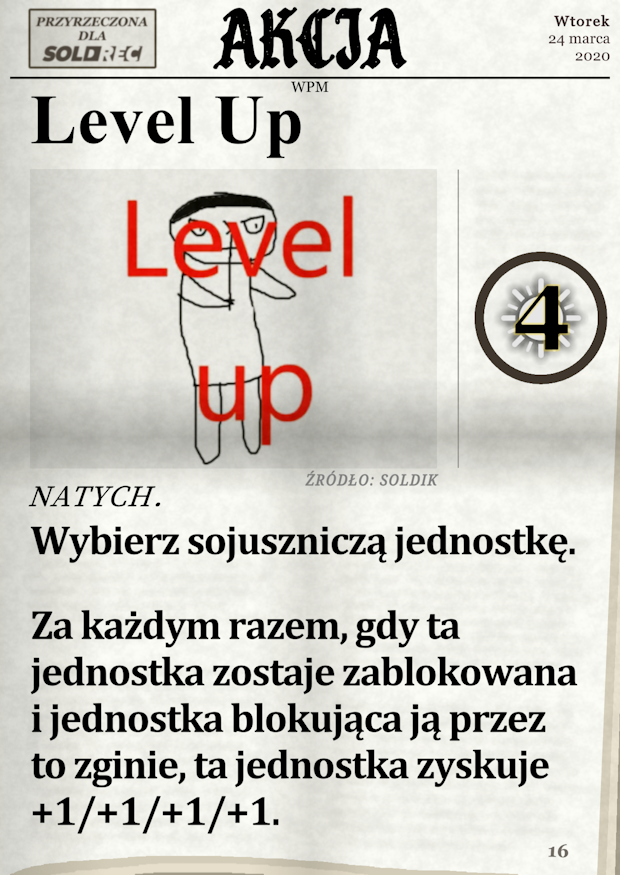 PRZYRZECZONA
DLA
SOLDREC
AKCJA
Wtorek
24 marca
2020
WPM
Level Up
Level
up
4
ŹRÓDŁO: SOLDIK
NATYCH.
Wybierz sojuszniczą jednostkę.
Za każdym razem, gdy ta
jednostka zostaje zablokowana
i jednostka blokująca ją przez
to zginie, ta jednostka zyskuje
+1/+1/+1/+1.
16